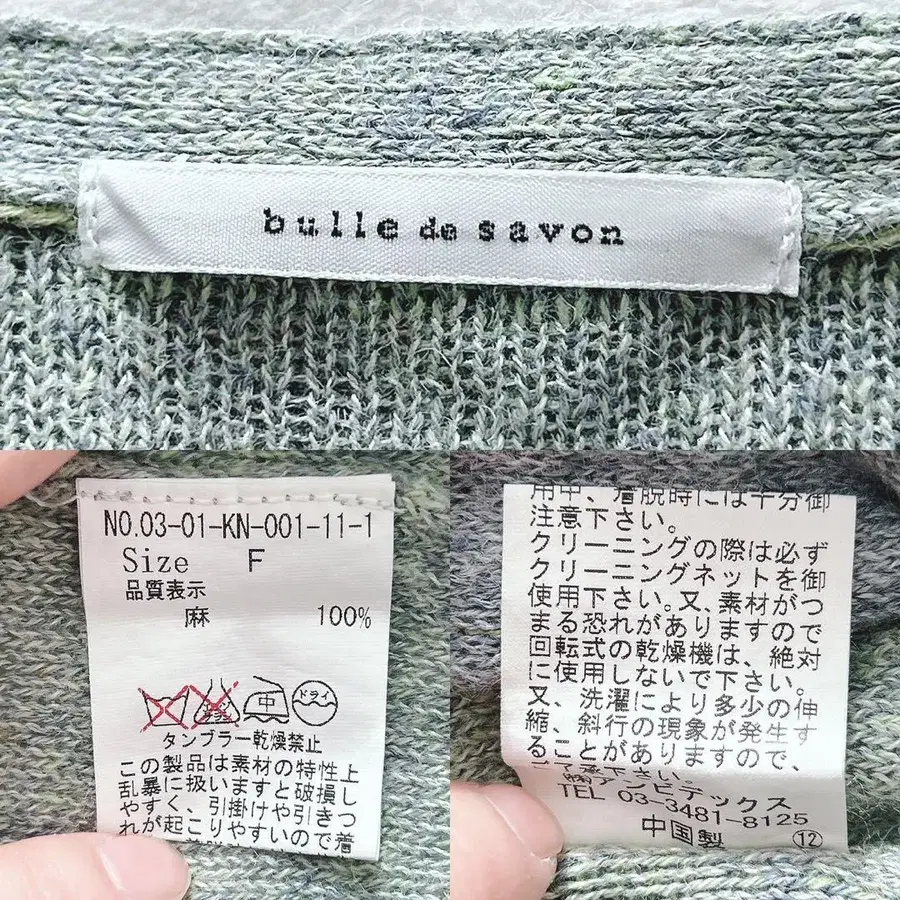 bulle de savon
NO.03-01-KN-001-11-1
Size F
品質表示
麻 100%
中 ドライ
タンブラー乾燥禁止
この製品は素材の特性上
乱暴に扱いますと破損し
やすく、引掛けや引きつ
れが起こりやすいので着
用中、着脱時には十分御
注意下さい。
クリーニングの際は必ず
クリーニングネットを御
使用下さい。又、素材がつ
まる恐れがありますので
回転式の乾燥機は、絶対
に使用しないで下さい。
又、洗濯により多少の伸
縮、斜行の現象が発生す
ることがありますので、
㈱アンビデックス
TEL 03-3481-8125
中国製 ⑫